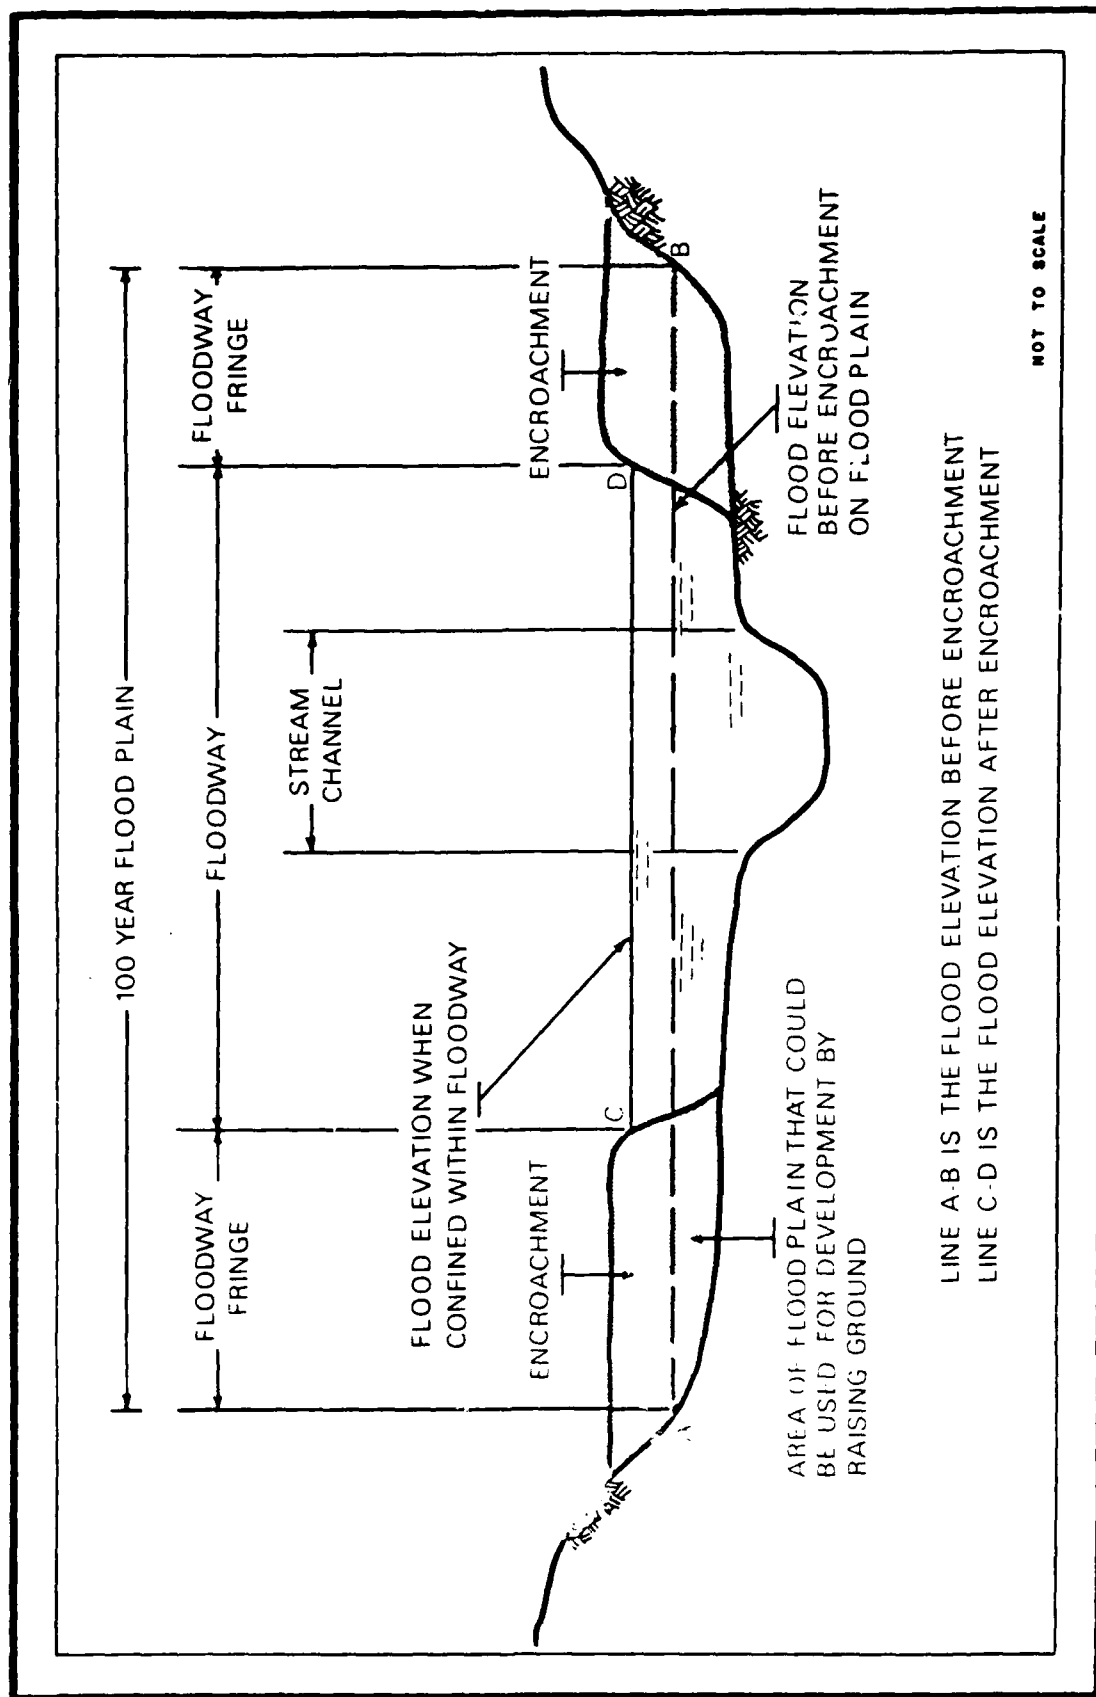 100 YEAR FLOOD PLAIN
FLOODWAY
FRINGE
FLOODWAY
FLOODWAY
FRINGE
STREAM
CHANNEL
FLOOD ELEVATION WHEN
CONFINED WITHIN FLOODWAY
ENCROACHMENT
C
D
ENCROACHMENT
A
B
AREA OF FLOOD PLAIN THAT COULD
BE USED FOR DEVELOPMENT BY
RAISING GROUND
FLOOD ELEVATION
BEFORE ENCROACHMENT
ON FLOOD PLAIN
LINE A-B IS THE FLOOD ELEVATION BEFORE ENCROACHMENT
LINE C-D IS THE FLOOD ELEVATION AFTER ENCROACHMENT
NOT TO SCALE